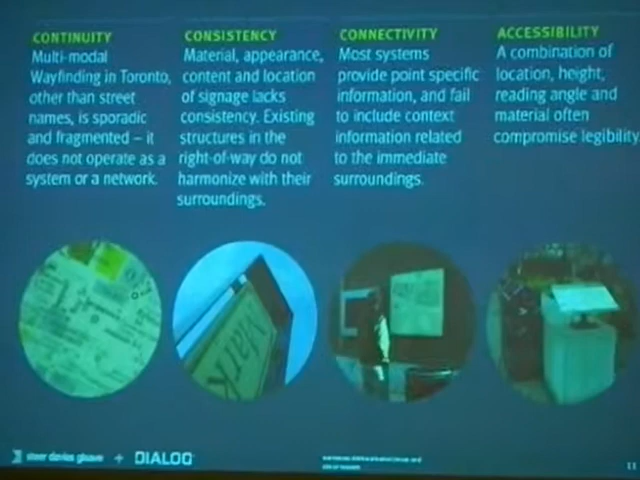 CONTINUITY
Multi-modal
Wayfinding in Toronto,
other than street
names, is sporadic
and fragmented – it
does not operate as a
system or a network.
CONSISTENCY
Material, appearance,
content and location
of signage lacks
consistency. Existing
structures in the
right-of-way do not
harmonize with their
surroundings.
CONNECTIVITY
Most systems
provide point specific
information, and fail
to include context
information related
to the immediate
surroundings.
ACCESSIBILITY
A combination of
location, height,
reading angle and
material often
compromise legibility.
Mark
steer davies gleave + DIALOG
11